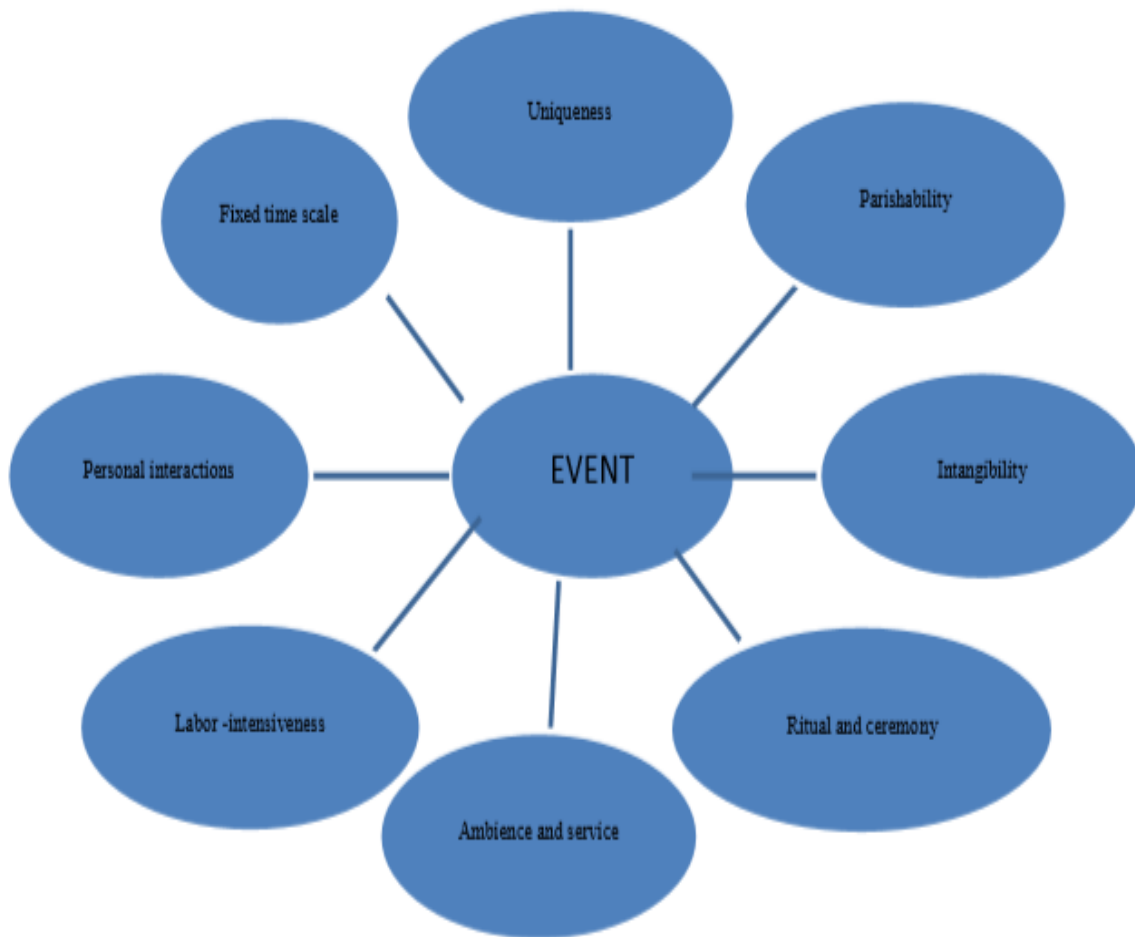 Uniqueness
Parishability
Fixed time scale
EVENT
Personal interactions
Intangibility
Labor -intensiveness
Ritual and ceremony
Ambience and service